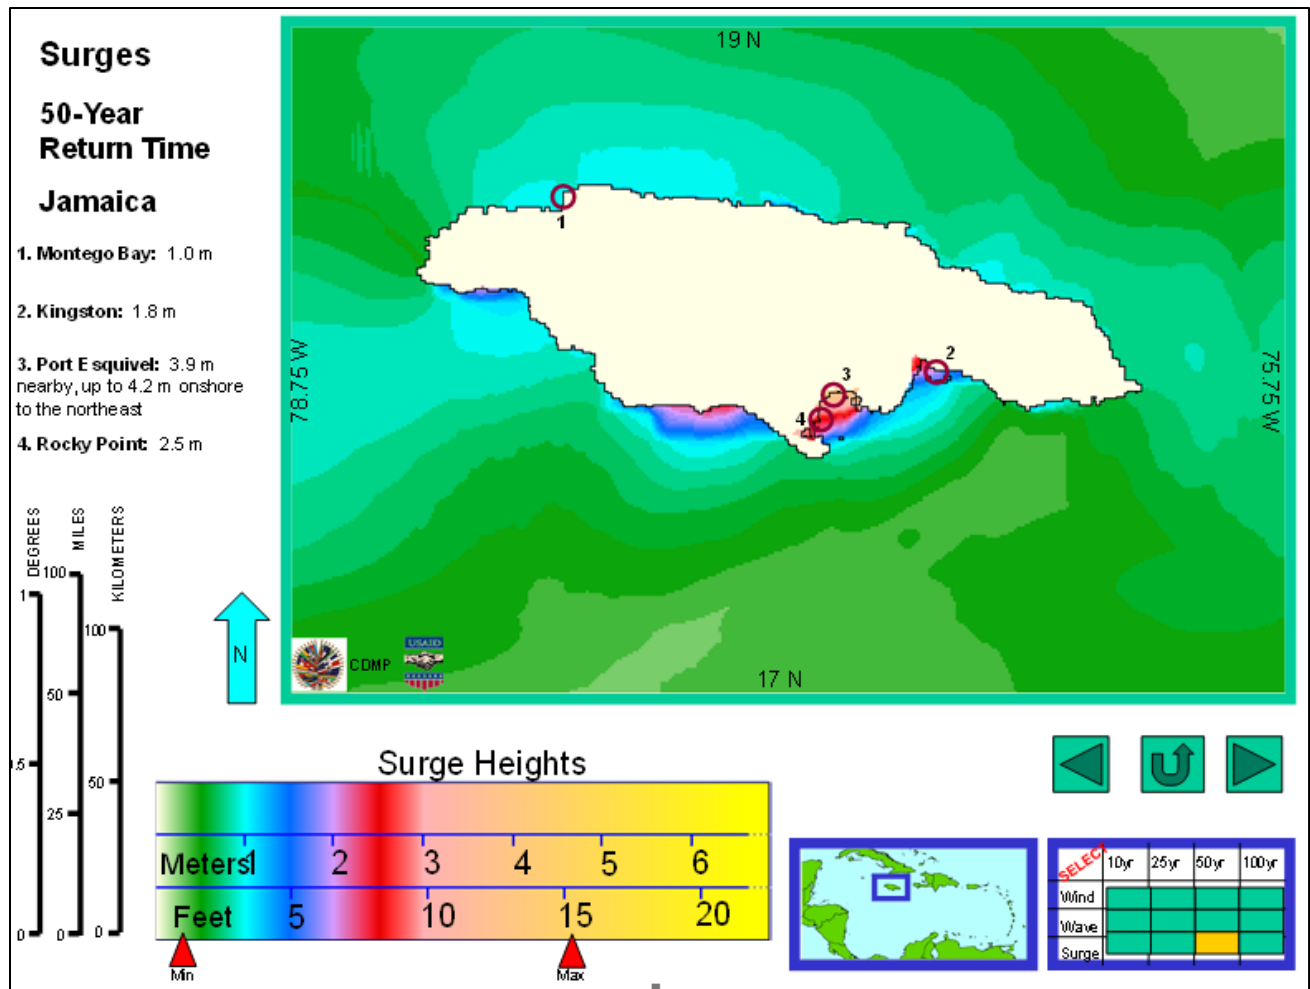 Surges
50-Year
Return Time
Jamaica
1. Montego Bay: 1.0 m
2. Kingston: 1.8 m
3. Port Esquivel: 3.9 m
nearby, up to 4.2 m onshore
to the northeast
4. Rocky Point: 2.5 m
19 N
78.75 W
75.75 W
17 N
1
2
3
4
CDMP
USAID
DEGREES
MILES
KILOMETERS
1
.5
0
100
50
25
0
100
50
0
N
Surge Heights
Meters 1 2 3 4 5 6
Feet 5 10 15 20
Min
Max
SELECT 10yr 25yr 50yr 100yr
Wind
Wave
Surge